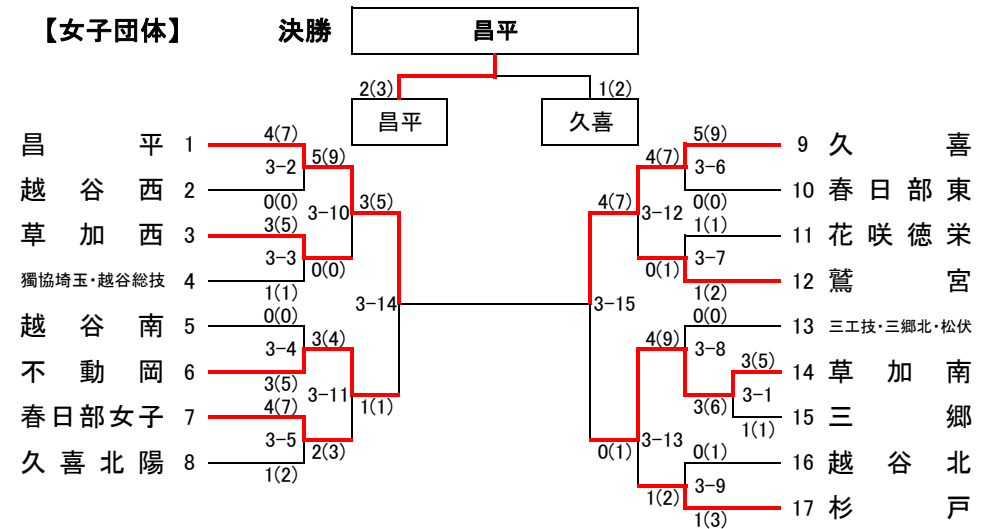 【女子団体】 決勝 昌平
2(3) 1(2)
昌平 久喜
昌平 1 4(7) 5(9) 4(7) 5(9) 9 久喜
3-2 3-6
越谷西 2 0(0) 3-10 3(5) 4(7) 3-12 0(0) 10 春日部東
草加西 3 3(5) 1(1) 11 花咲徳栄
3-3 0(0) 0(1) 3-7
獨協埼玉・越谷総技 4 1(1) 1(2) 12 鷲宮
3-14 3-15
越谷南 5 0(0) 3(4) 4(9) 0(0) 13 三工技・三郷北・松伏
3-4 3-8
不動岡 6 3(5) 3(5) 14 草加南
3-11 1(1) 3(6) 3-1
春日部女子 7 4(7) 1(1) 15 三郷
3-5 2(3) 0(1) 3-13
久喜北陽 8 1(2) 0(1) 16 越谷北
1(2) 3-9
1(3) 17 杉戸